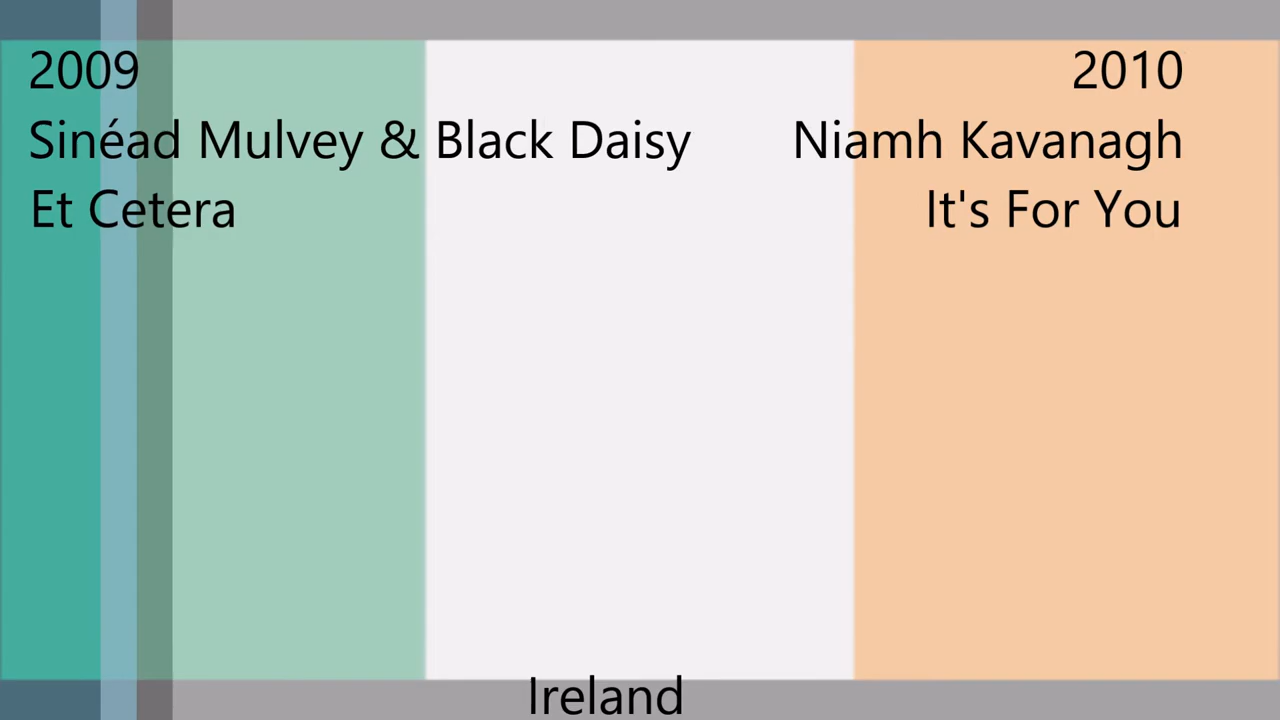 2009
Sinéad Mulvey & Black Daisy
Et Cetera
2010
Niamh Kavanagh
It's For You
Ireland